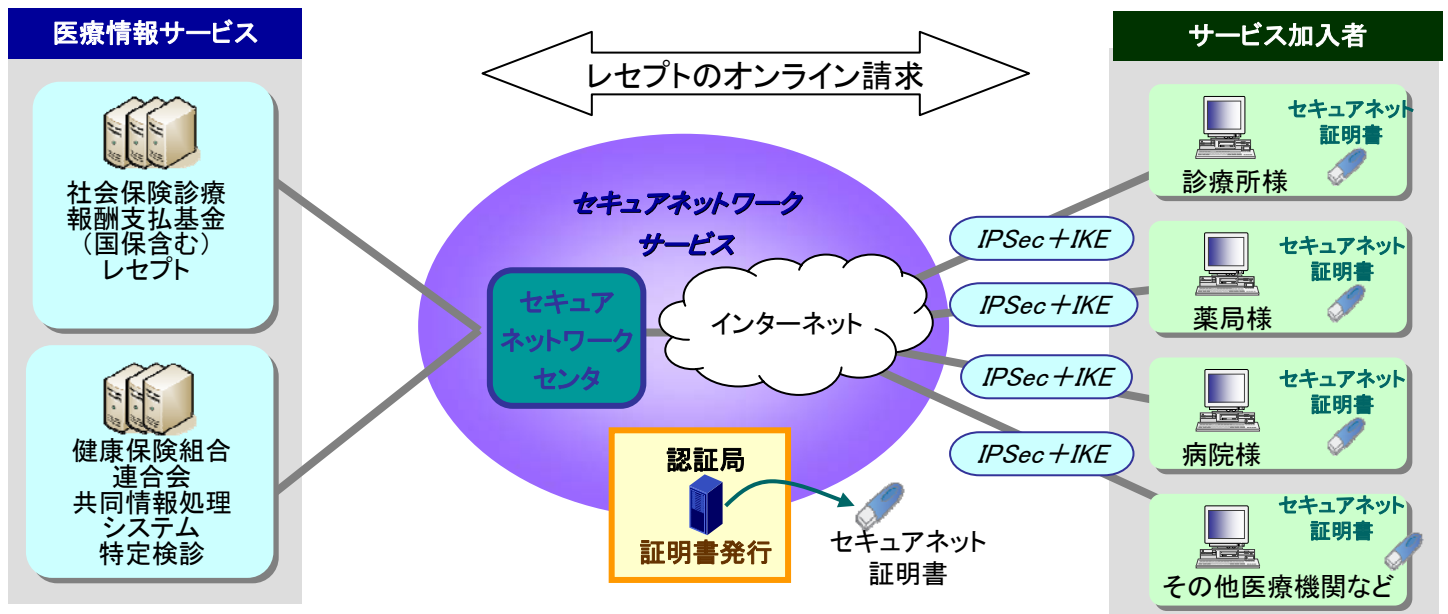 医療情報サービス
社会保険診療
報酬支払基金
（国保含む）
レセプト
健康保険組合
連合会
共同情報処理
システム
特定検診
レセプトのオンライン請求
セキュアネットワーク
サービス
セキュア
ネットワーク
センタ
インターネット
認証局
証明書発行
セキュアネット
証明書
IPSec＋IKE
IPSec＋IKE
IPSec＋IKE
IPSec＋IKE
サービス加入者
セキュアネット
証明書
診療所様
セキュアネット
証明書
薬局様
セキュアネット
証明書
病院様
セキュアネット
証明書
その他医療機関など